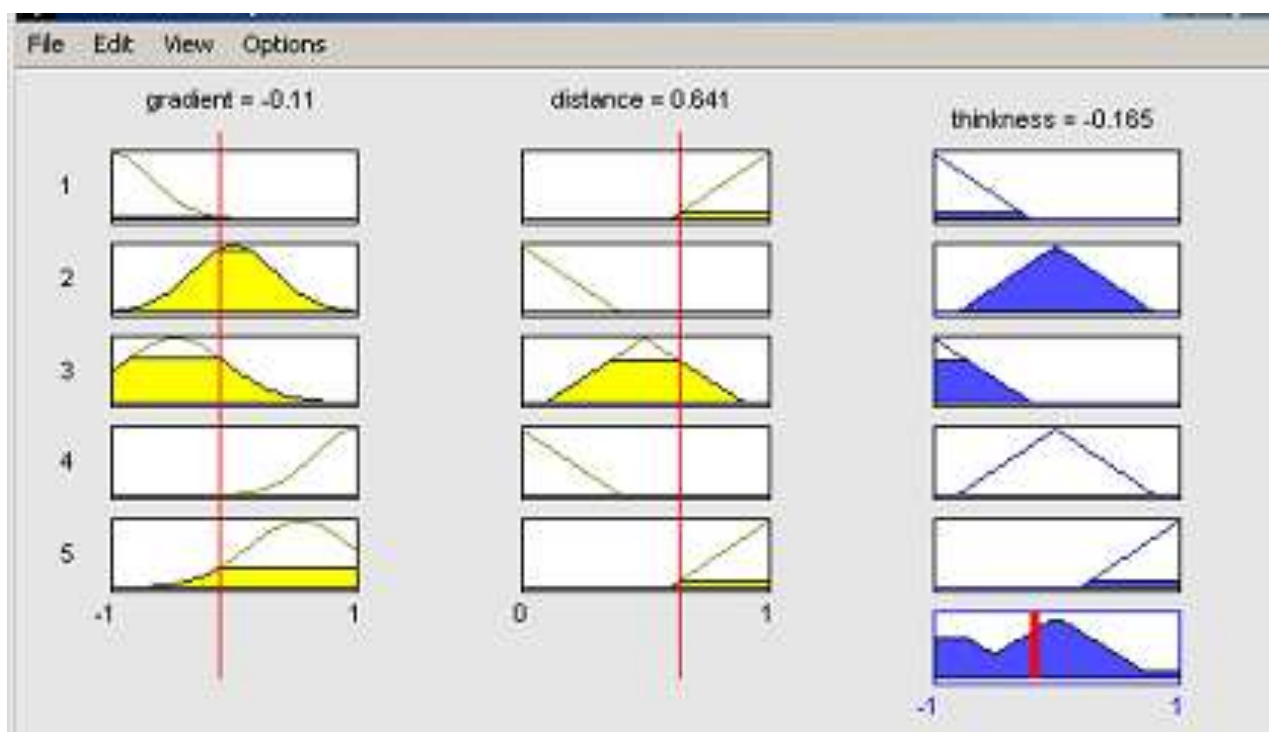 File Edit View Options
gradient = -0.11 distance = 0.641 thinkness = -0.165
1
2
3
4
5
-1 1 0 1
-1 1